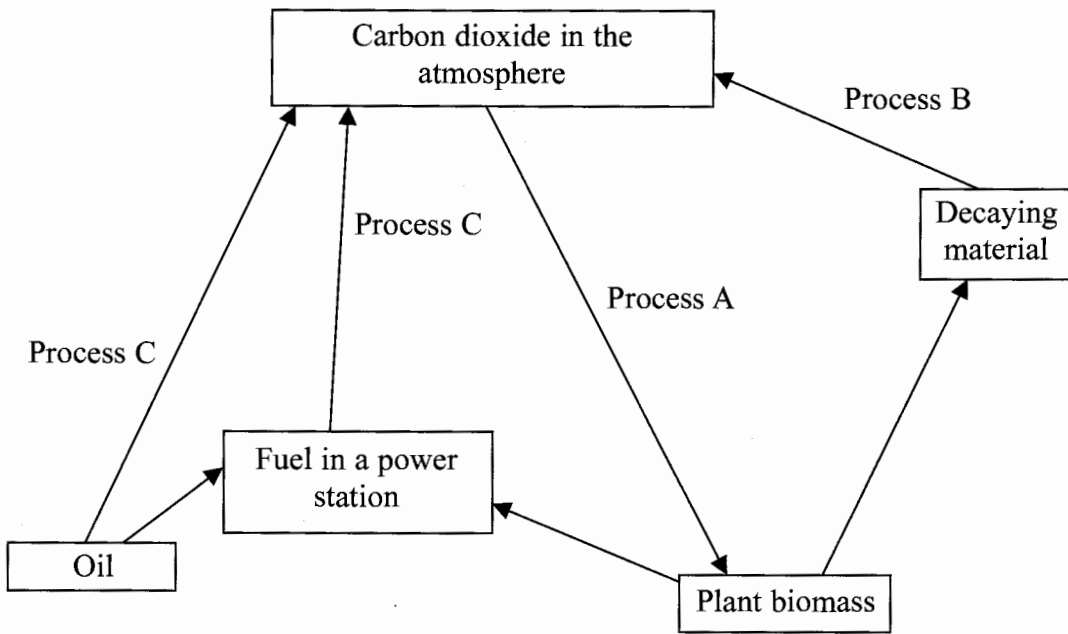 Carbon dioxide in the
atmosphere
Process B
Decaying
material
Process C
Process A
Process C
Fuel in a power
station
Oil
Plant biomass